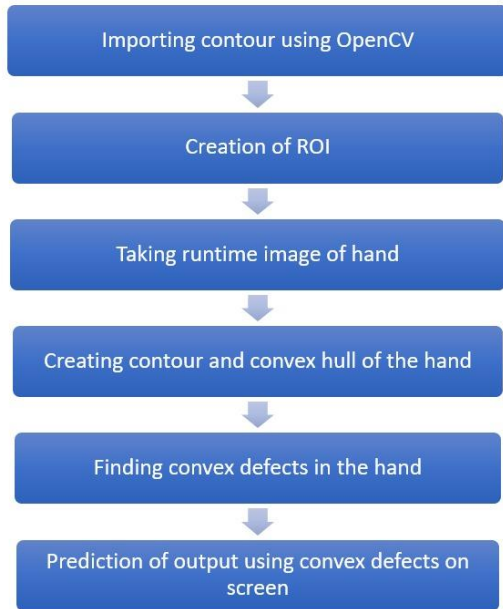 Importing contour using OpenCV
Creation of ROI
Taking runtime image of hand
Creating contour and convex hull of the hand
Finding convex defects in the hand
Prediction of output using convex defects on
screen